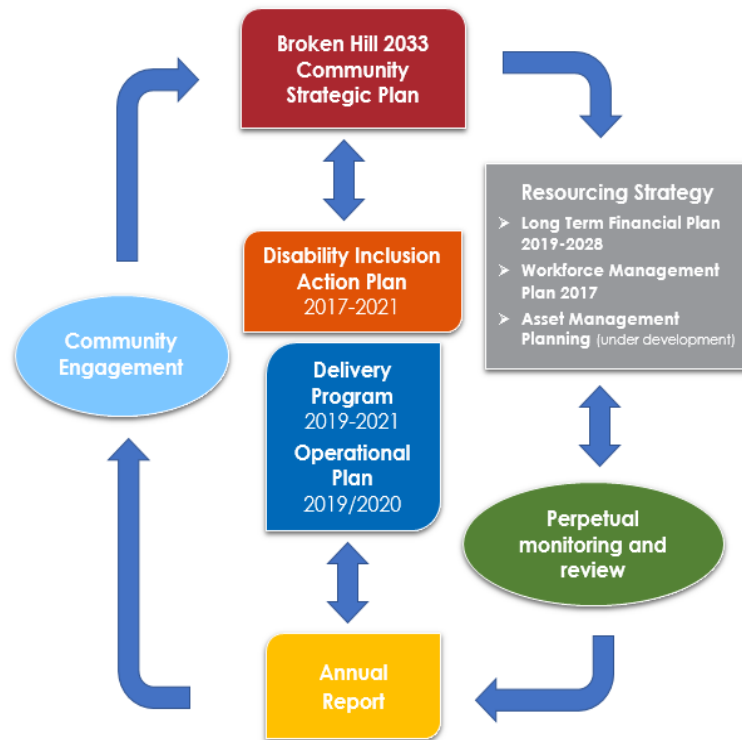 Broken Hill 2033
Community
Strategic Plan
Resourcing Strategy
➤ Long Term Financial Plan
2019-2028
➤ Workforce Management
Plan 2017
➤ Asset Management
Planning (under development)
Disability Inclusion
Action Plan
2017-2021
Community
Engagement
Delivery
Program
2019-2021
Operational
Plan
2019/2020
Perpetual
monitoring and
review
Annual
Report